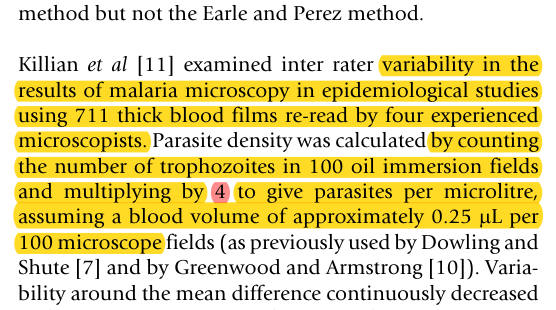 method but not the Earle and Perez method.
Killian et al [11] examined inter rater variability in the
results of malaria microscopy in epidemiological studies
using 711 thick blood films re-read by four experienced
microscopists. Parasite density was calculated by counting
the number of trophozoites in 100 oil immersion fields
and multiplying by 4 to give parasites per microlitre,
assuming a blood volume of approximately 0.25 μL per
100 microscope fields (as previously used by Dowling and
Shute [7] and by Greenwood and Armstrong [10]). Varia-
bility around the mean difference continuously decreased